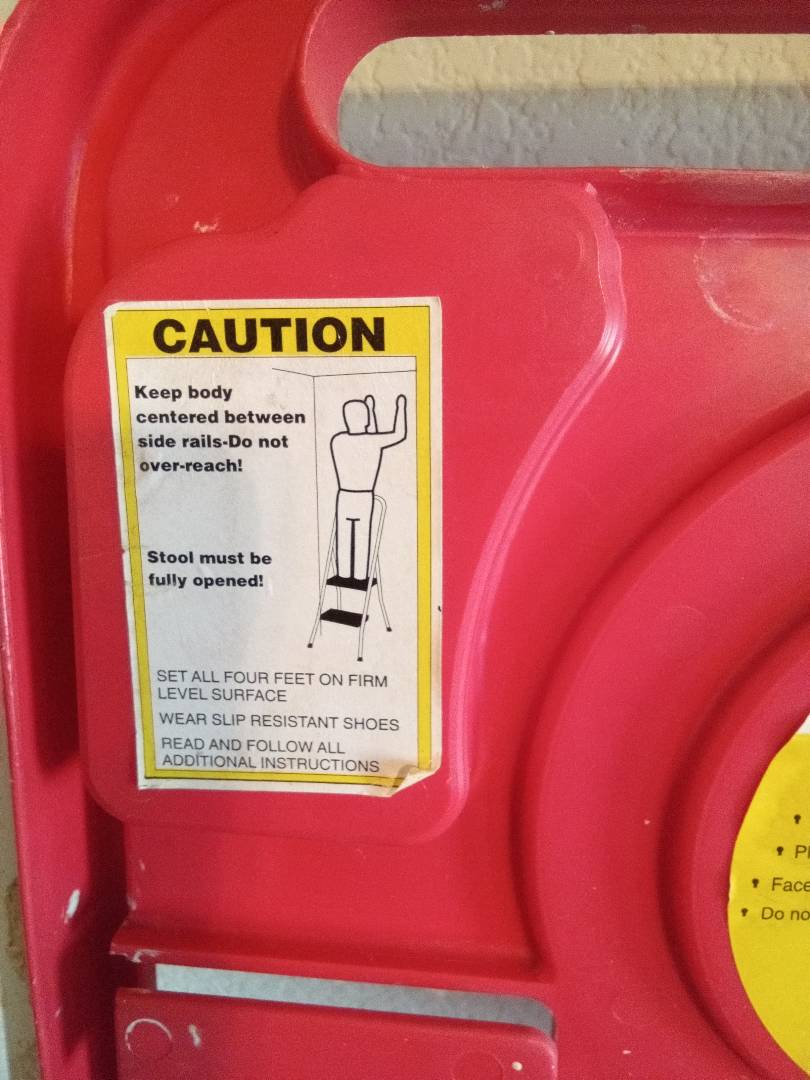 CAUTION
Keep body
centered between
side rails-Do not
over-reach!
Stool must be
fully opened!
SET ALL FOUR FEET ON FIRM
LEVEL SURFACE
WEAR SLIP RESISTANT SHOES
READ AND FOLLOW ALL
ADDITIONAL INSTRUCTIONS
Face
Do no